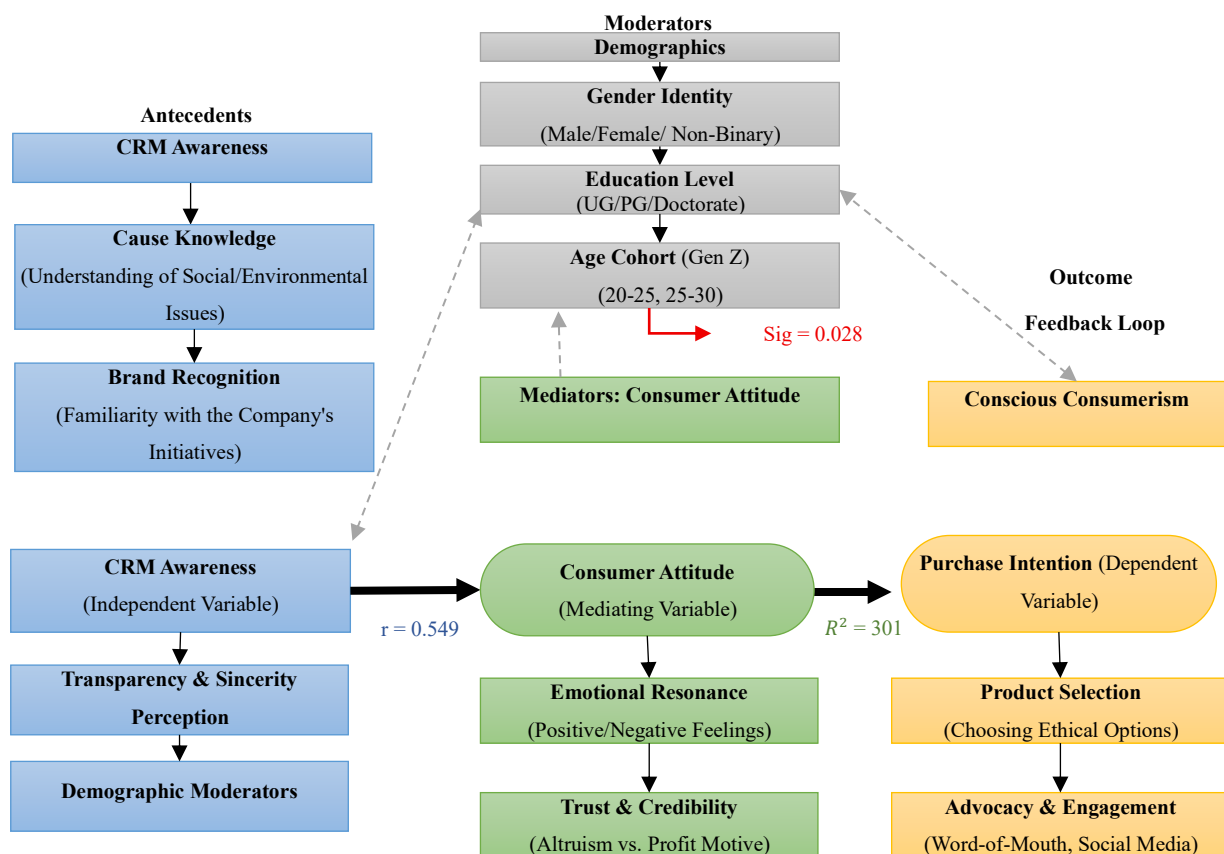 Moderators
Demographics
Gender Identity
(Male/Female/ Non-Binary)
Education Level
(UG/PG/Doctorate)
Age Cohort (Gen Z)
(20-25, 25-30)
Sig = 0.028
Antecedents
CRM Awareness
Cause Knowledge
(Understanding of Social/Environmental
Issues)
Brand Recognition
(Familiarity with the Company's
Initiatives)
Mediators: Consumer Attitude
Outcome
Feedback Loop
Conscious Consumerism
CRM Awareness
(Independent Variable)
r = 0.549
Consumer Attitude
(Mediating Variable)
R² = 301
Purchase Intention (Dependent
Variable)
Transparency & Sincerity
Perception
Demographic Moderators
Emotional Resonance
(Positive/Negative Feelings)
Trust & Credibility
(Altruism vs. Profit Motive)
Product Selection
(Choosing Ethical Options)
Advocacy & Engagement
(Word-of-Mouth, Social Media)